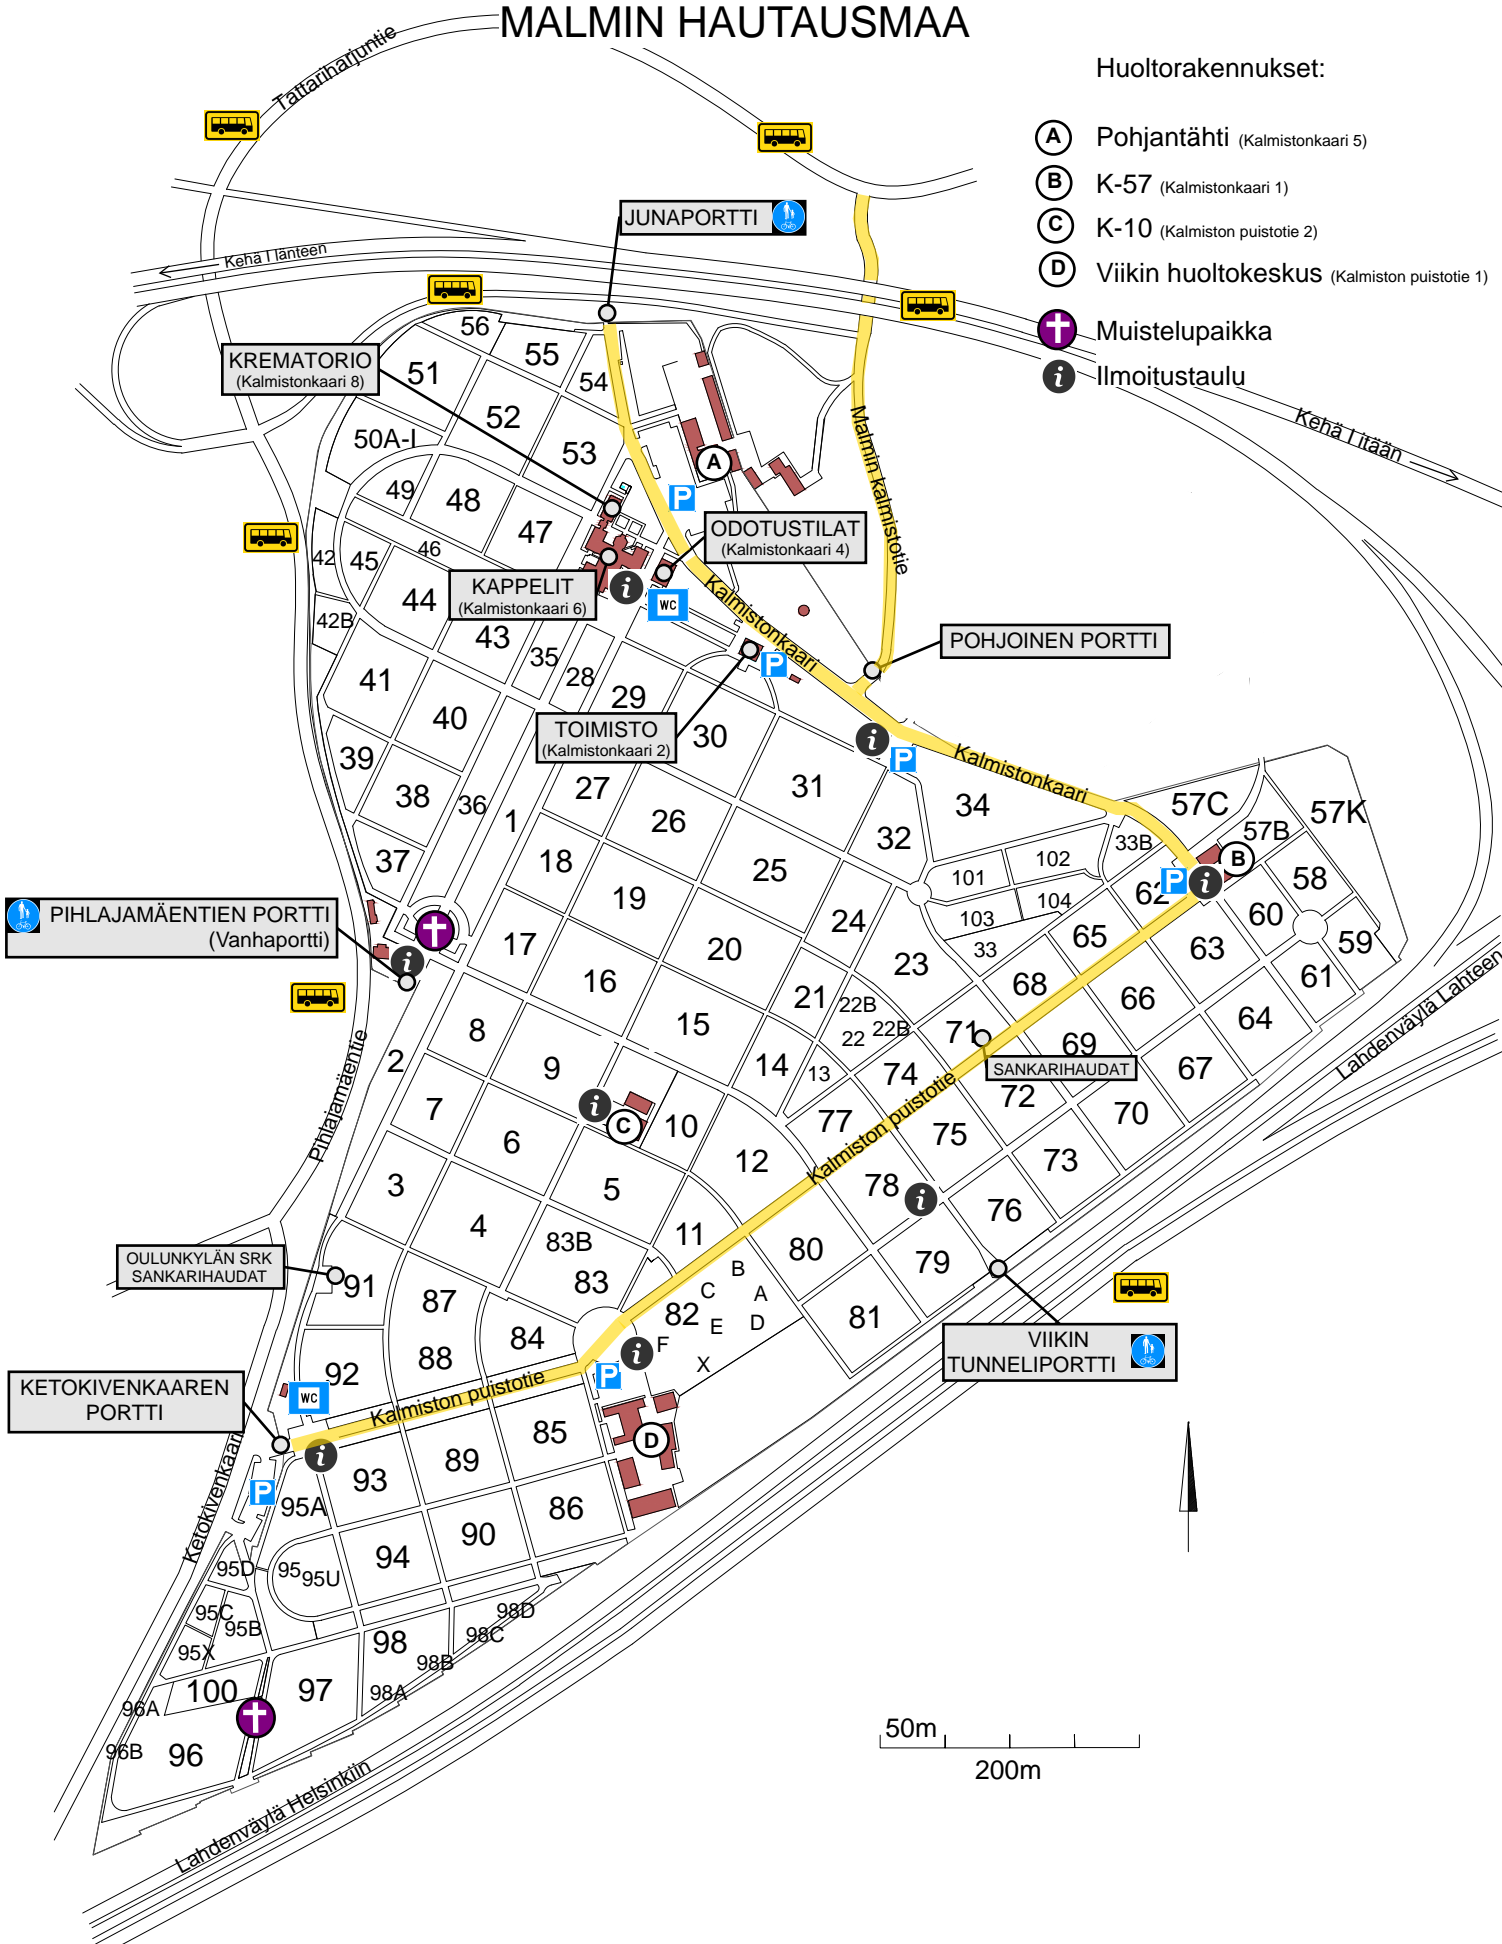 MALMIN HAUTAUSMAA
Tattariharjuntie
Huoltorakennukset:
A Pohjantähti (Kalmistonkaari 5)
B K-57 (Kalmistonkaari 1)
C K-10 (Kalmiston puistotie 2)
D Viikin huoltokeskus (Kalmiston puistotie 1)
Muistelupaikka
i Ilmoitustaulu
JUNAPORTTI
Kehä I länteen
Kehä I itään
KREMATORIO
(Kalmistonkaari 8)
56
55
54
51
52
53
50A-I
49
48
47
A
P
Malmin kalmistotie
ODOTUSTILAT
(Kalmistonkaari 4)
KAPPELIT
(Kalmistonkaari 6)
i
WC
42
45
46
44
42B
43
35
28
29
41
40
Kalmistonkaari
P
POHJOINEN PORTTI
TOIMISTO
(Kalmistonkaari 2)
30
i
P
Kalmistonkaari
39
38
36
1
27
26
31
32
34
57C
57K
57B
33B
B
37
18
19
25
101
102
103
104
33
62
P
i
58
60
59
61
PIHLAJAMÄENTIEN PORTTI
(Vanhaportti)
i
17
16
20
24
23
65
63
68
66
64
21
22B
22
22B
15
14
13
71
69
67
SANKARIHAUDAT
Lahdenväylä Lahteen
Pihlajamäentie
2
8
9
7
6
i
C
10
74
77
72
70
75
73
Kalmiston puistotie
12
78
i
76
3
4
5
11
80
79
81
83B
83
OULUNKYLÄN SRK
SANKARIHAUDAT
91
87
84
82
B
C
A
E
D
F
X
i
P
VIIKIN
TUNNELIPORTTI
92
88
WC
Kalmiston puistotie
KETOKIVENKAAREN
PORTTI
i
P
Ketokivenkaari
93
89
85
D
95A
94
90
86
95
95U
95D
95C
95B
95X
98
98D
98C
98B
98A
97
100
96A
96B
96
Lahdenväylä Helsinkiin
50m
200m